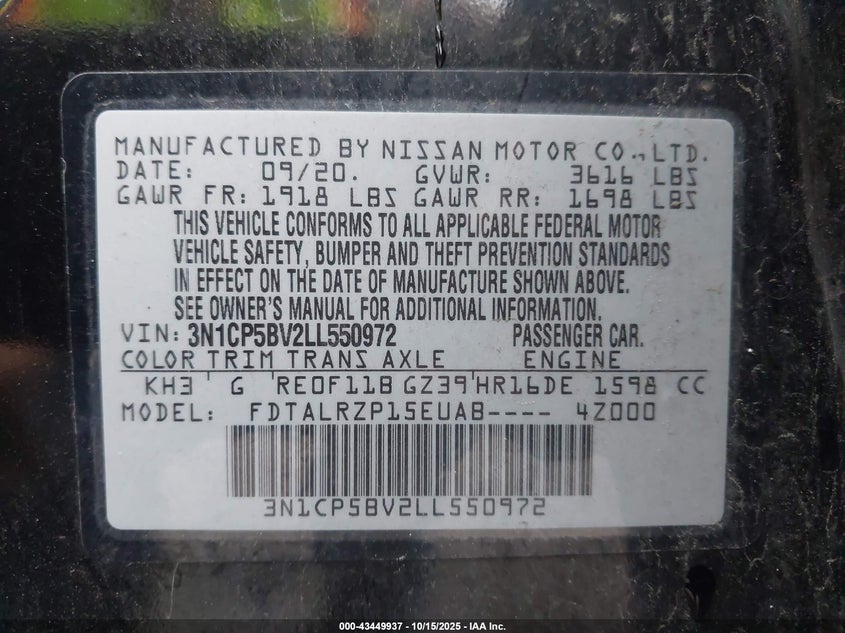 MANUFACTURED BY NISSAN MOTOR CO., LTD.
DATE: 09/20. GVWR: 3616 LBS
GAWR FR: 1918 LBS GAWR RR: 1698 LBS
THIS VEHICLE CONFORMS TO ALL APPLICABLE FEDERAL MOTOR
VEHICLE SAFETY, BUMPER AND THEFT PREVENTION STANDARDS
IN EFFECT ON THE DATE OF MANUFACTURE SHOWN ABOVE.
SEE OWNER'S MANUAL FOR ADDITIONAL INFORMATION.
VIN: 3N1CP5BV2LL550972 PASSENGER CAR.
COLOR TRIM TRANS AXLE ENGINE
KH3 G RE0F11B GZ39 HR16DE 1598 CC
MODEL: FDTALRZP15EUAB---- 4Z000
3N1CP5BV2LL550972
000-43449937 - 10/15/2025 - IAA Inc.